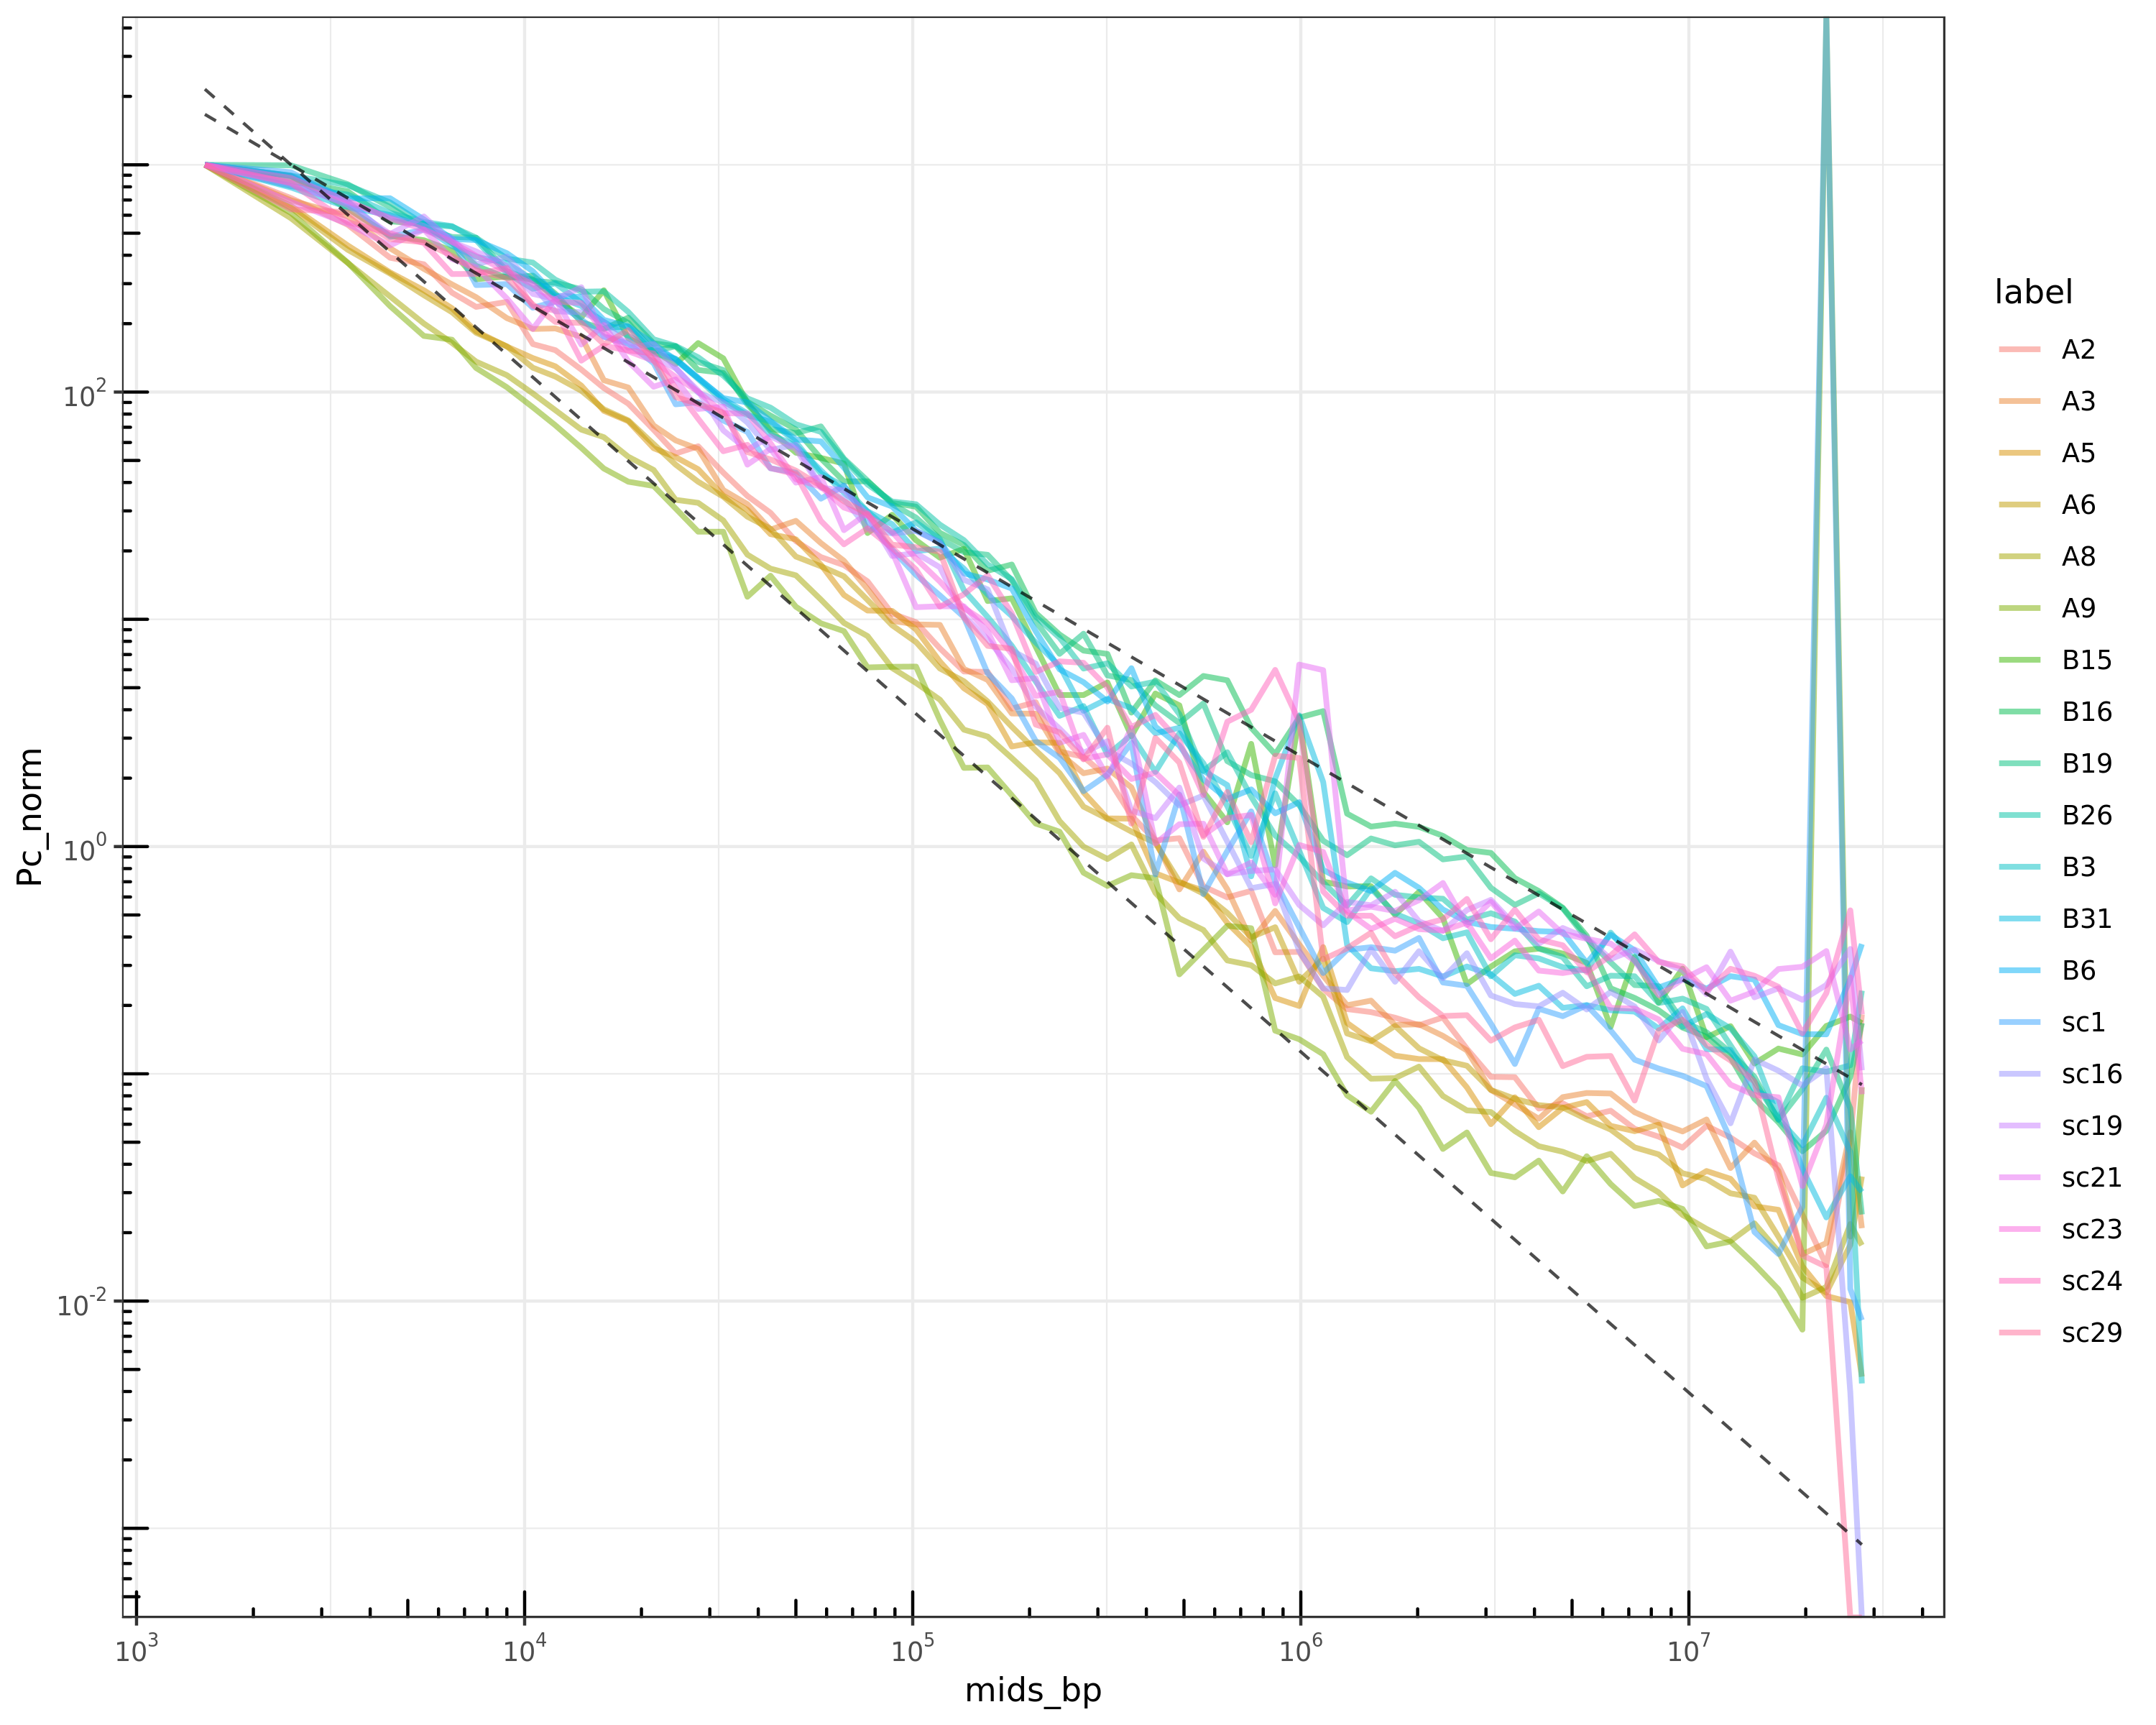 Pc_norm
10^2
10^0
10^-2
10^3 10^4 10^5 10^6 10^7
mids_bp
label
A2
A3
A5
A6
A8
A9
B15
B16
B19
B26
B3
B31
B6
sc1
sc16
sc19
sc21
sc23
sc24
sc29